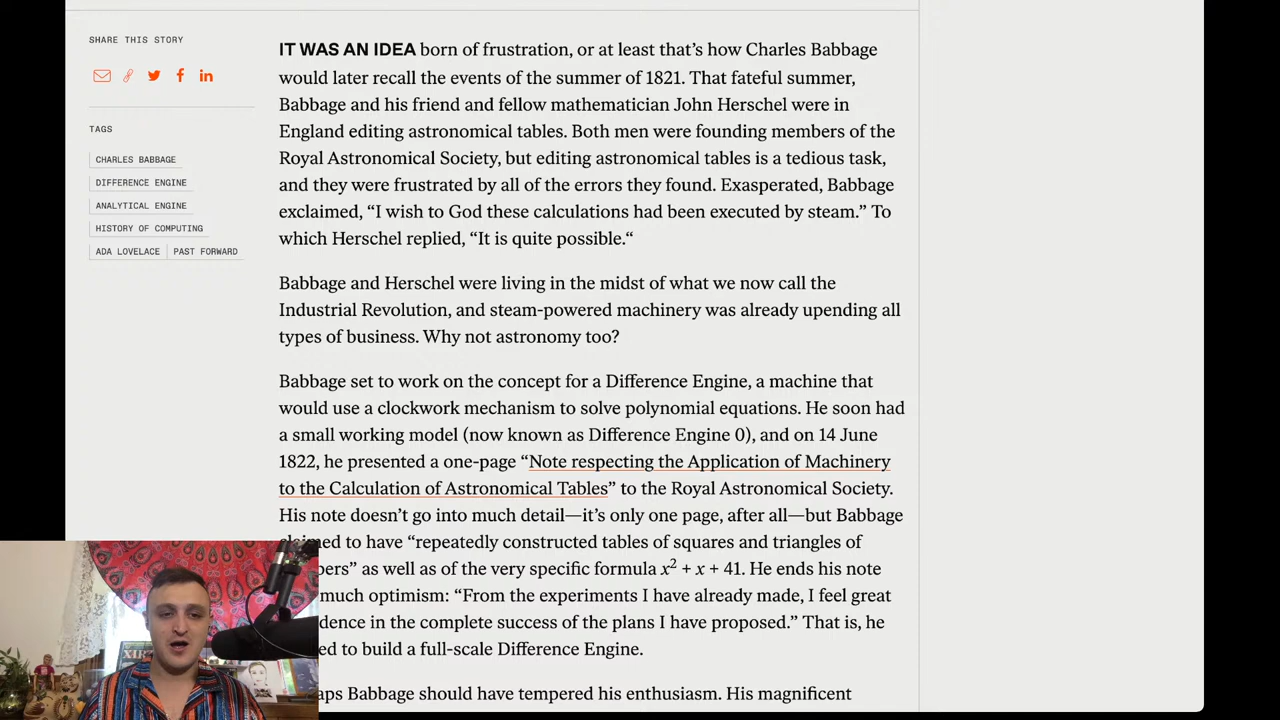 SHARE THIS STORY
TAGS
CHARLES BABBAGE
DIFFERENCE ENGINE
ANALYTICAL ENGINE
HISTORY OF COMPUTING
ADA LOVELACE
PAST FORWARD
IT WAS AN IDEA born of frustration, or at least that’s how Charles Babbage
would later recall the events of the summer of 1821. That fateful summer,
Babbage and his friend and fellow mathematician John Herschel were in
England editing astronomical tables. Both men were founding members of the
Royal Astronomical Society, but editing astronomical tables is a tedious task,
and they were frustrated by all of the errors they found. Exasperated, Babbage
exclaimed, “I wish to God these calculations had been executed by steam.” To
which Herschel replied, “It is quite possible.“
Babbage and Herschel were living in the midst of what we now call the
Industrial Revolution, and steam-powered machinery was already upending all
types of business. Why not astronomy too?
Babbage set to work on the concept for a Difference Engine, a machine that
would use a clockwork mechanism to solve polynomial equations. He soon had
a small working model (now known as Difference Engine 0), and on 14 June
1822, he presented a one-page “Note respecting the Application of Machinery
to the Calculation of Astronomical Tables” to the Royal Astronomical Society.
His note doesn’t go into much detail—it’s only one page, after all—but Babbage
to have “repeatedly constructed tables of squares and triangles of
as well as of the very specific formula x² + x + 41. He ends his note
much optimism: “From the experiments I have already made, I feel great
in the complete success of the plans I have proposed.” That is, he
to build a full-scale Difference Engine.
Babbage should have tempered his enthusiasm. His magnificent